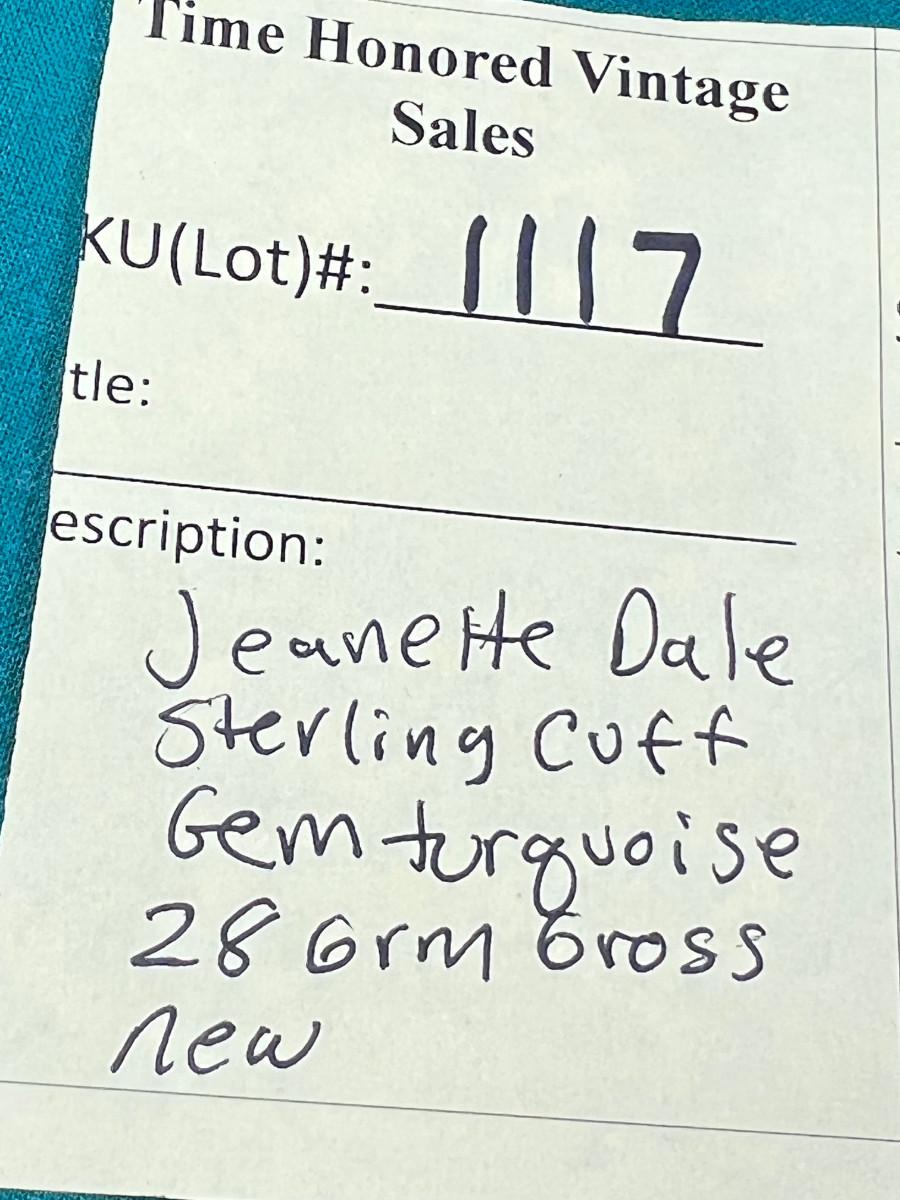 Time Honored Vintage
Sales
KU(Lot)#: 1117
tle:
escription:
Jeanette Dale
Sterling Cuff
Gem turquoise
28 Grm Gross
new